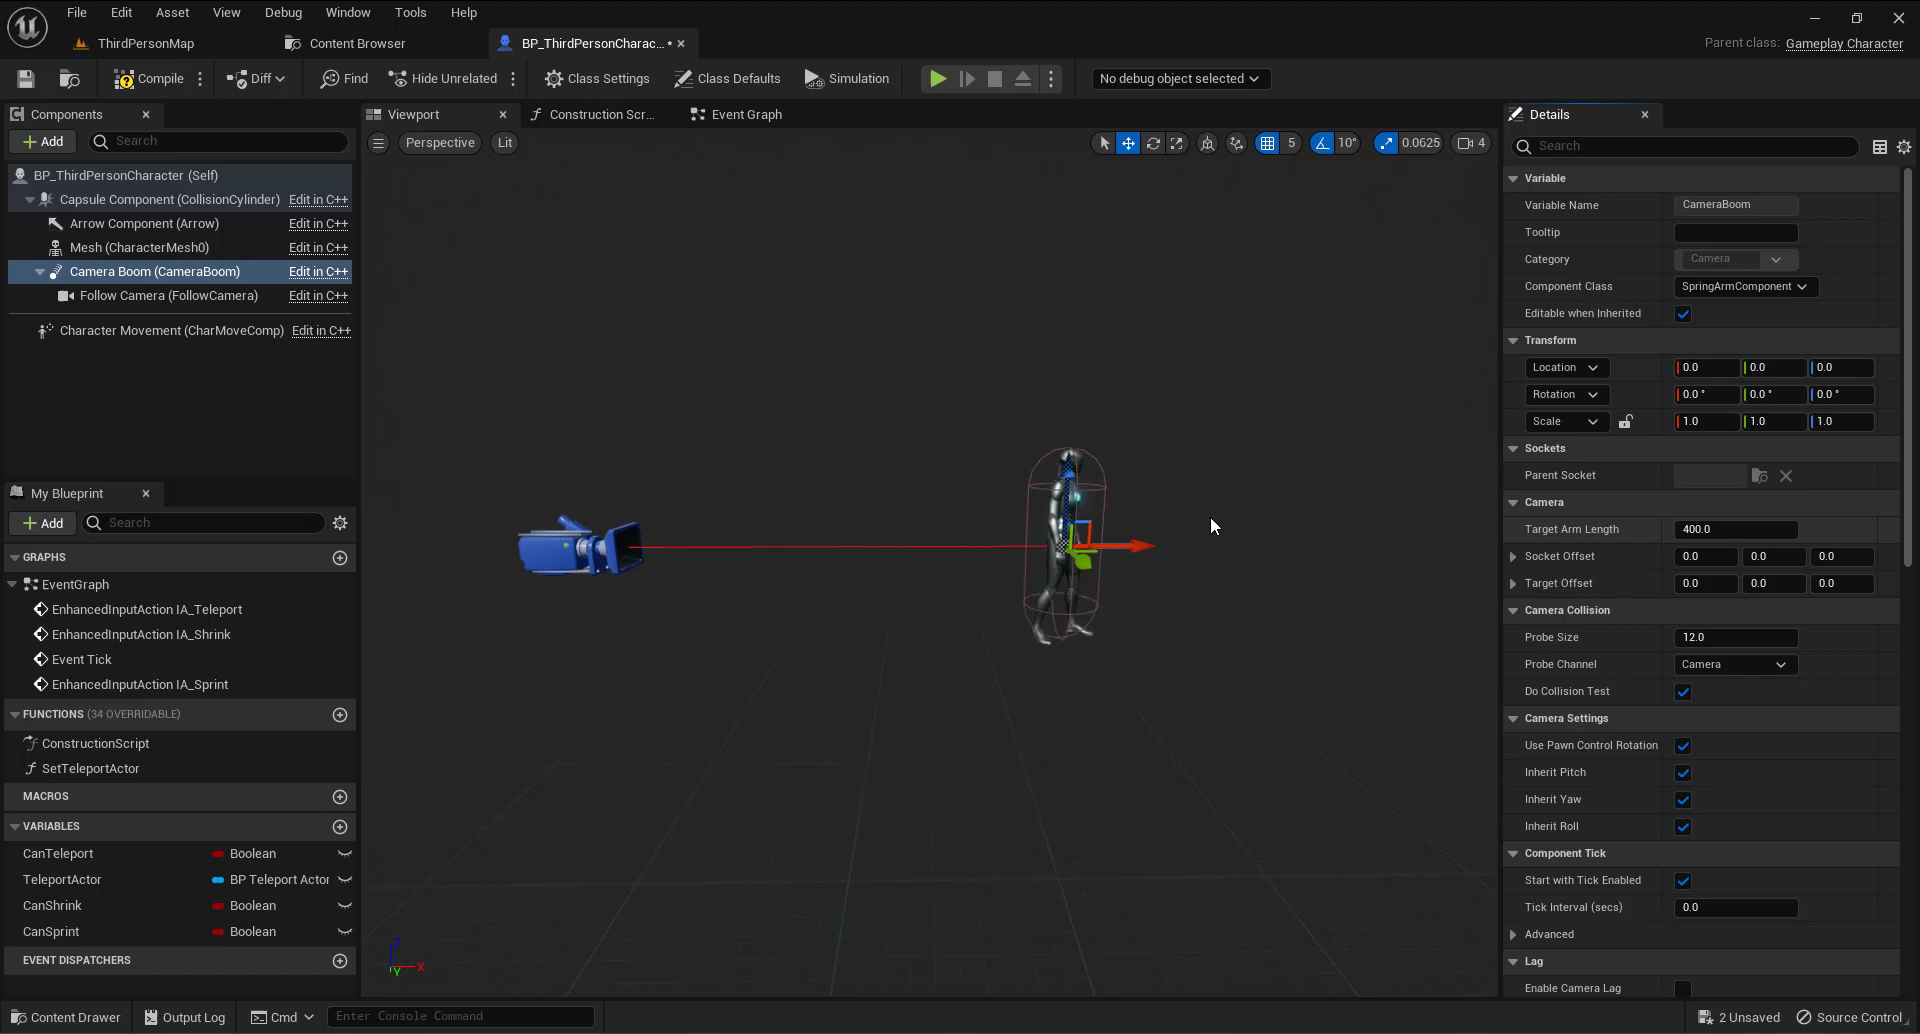 File Edit Asset View Debug Window Tools Help
ThirdPersonMap Content Browser BP_ThirdPersonCharac... •
Parent class: Gameplay Character
Compile Diff Find Hide Unrelated Class Settings Class Defaults Simulation No debug object selected
Components
Add Search
BP_ThirdPersonCharacter (Self)
Capsule Component (CollisionCylinder) Edit in C++
Arrow Component (Arrow) Edit in C++
Mesh (CharacterMesh0) Edit in C++
Camera Boom (CameraBoom) Edit in C++
Follow Camera (FollowCamera) Edit in C++
Character Movement (CharMoveComp) Edit in C++
My Blueprint
Add Search
GRAPHS
EventGraph
EnhancedInputAction IA_Teleport
EnhancedInputAction IA_Shrink
Event Tick
EnhancedInputAction IA_Sprint
FUNCTIONS (34 OVERRIDABLE)
ConstructionScript
SetTeleportActor
MACROS
VARIABLES
CanTeleport Boolean
TeleportActor BP Teleport Actor
CanShrink Boolean
CanSprint Boolean
EVENT DISPATCHERS
Viewport Construction Scr... Event Graph
Perspective Lit 5 10° 0.0625 4
Z
X
Y
Details
Search
Variable
Variable Name CameraBoom
Tooltip
Category Camera
Component Class SpringArmComponent
Editable when Inherited
Transform
Location 0.0 0.0 0.0
Rotation 0.0 ° 0.0 ° 0.0 °
Scale 1.0 1.0 1.0
Sockets
Parent Socket
Camera
Target Arm Length 400.0
Socket Offset 0.0 0.0 0.0
Target Offset 0.0 0.0 0.0
Camera Collision
Probe Size 12.0
Probe Channel Camera
Do Collision Test
Camera Settings
Use Pawn Control Rotation
Inherit Pitch
Inherit Yaw
Inherit Roll
Component Tick
Start with Tick Enabled
Tick Interval (secs) 0.0
Advanced
Lag
Enable Camera Lag
Content Drawer Output Log Cmd Enter Console Command 2 Unsaved Source Control